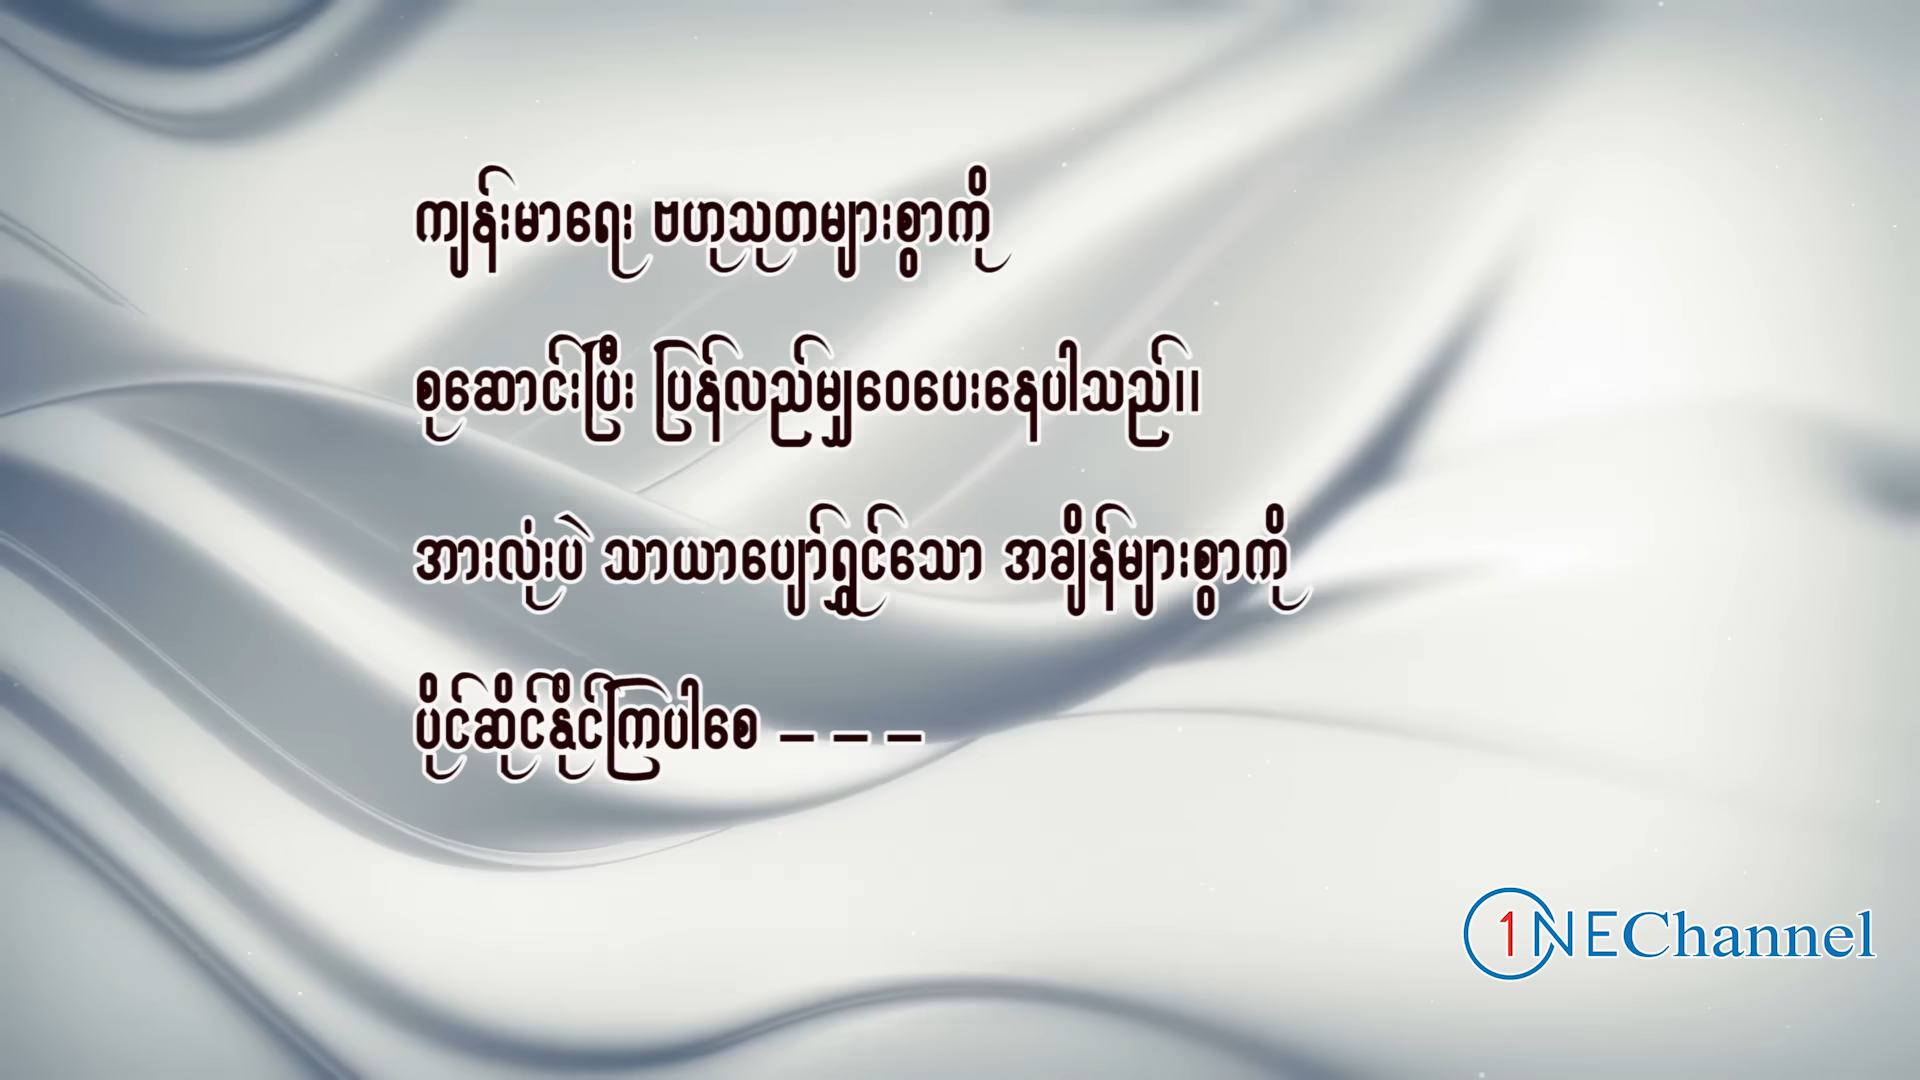 ကျန်းမာရေး ဗဟုသုတများစွာကို
စုဆောင်းပြီး ပြန်လည်မျှဝေပေးနေပါသည်။
အားလုံးပဲ သာယာပျော်ရွှင်သော အချိန်များစွာကို
ပိုင်ဆိုင်နိုင်ကြပါစေ – – –
1NEChannel